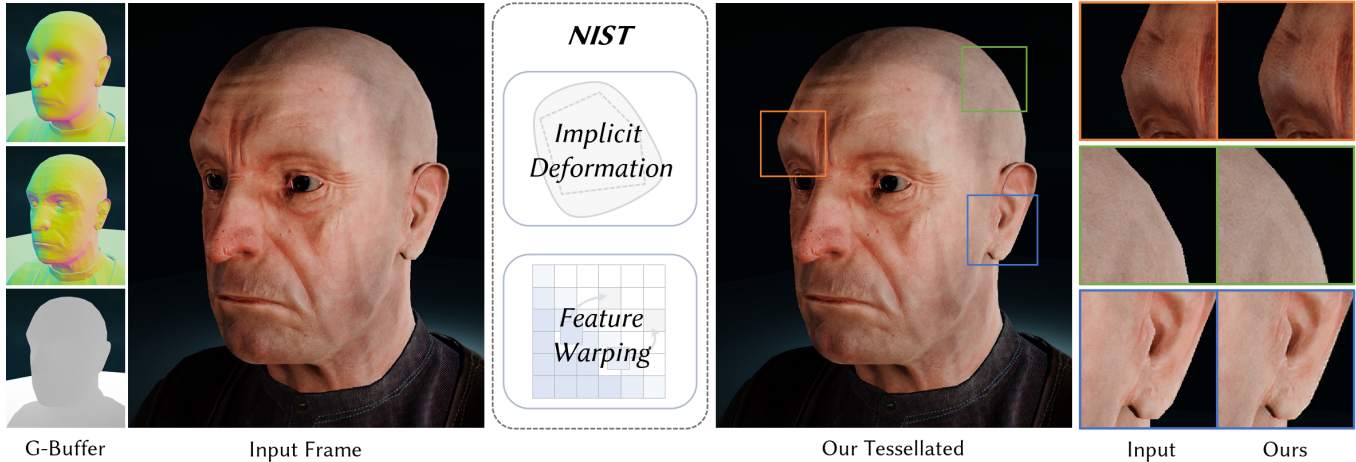 NIST
Implicit
Deformation
Feature
Warping
G-Buffer
Input Frame
Our Tessellated
Input
Ours